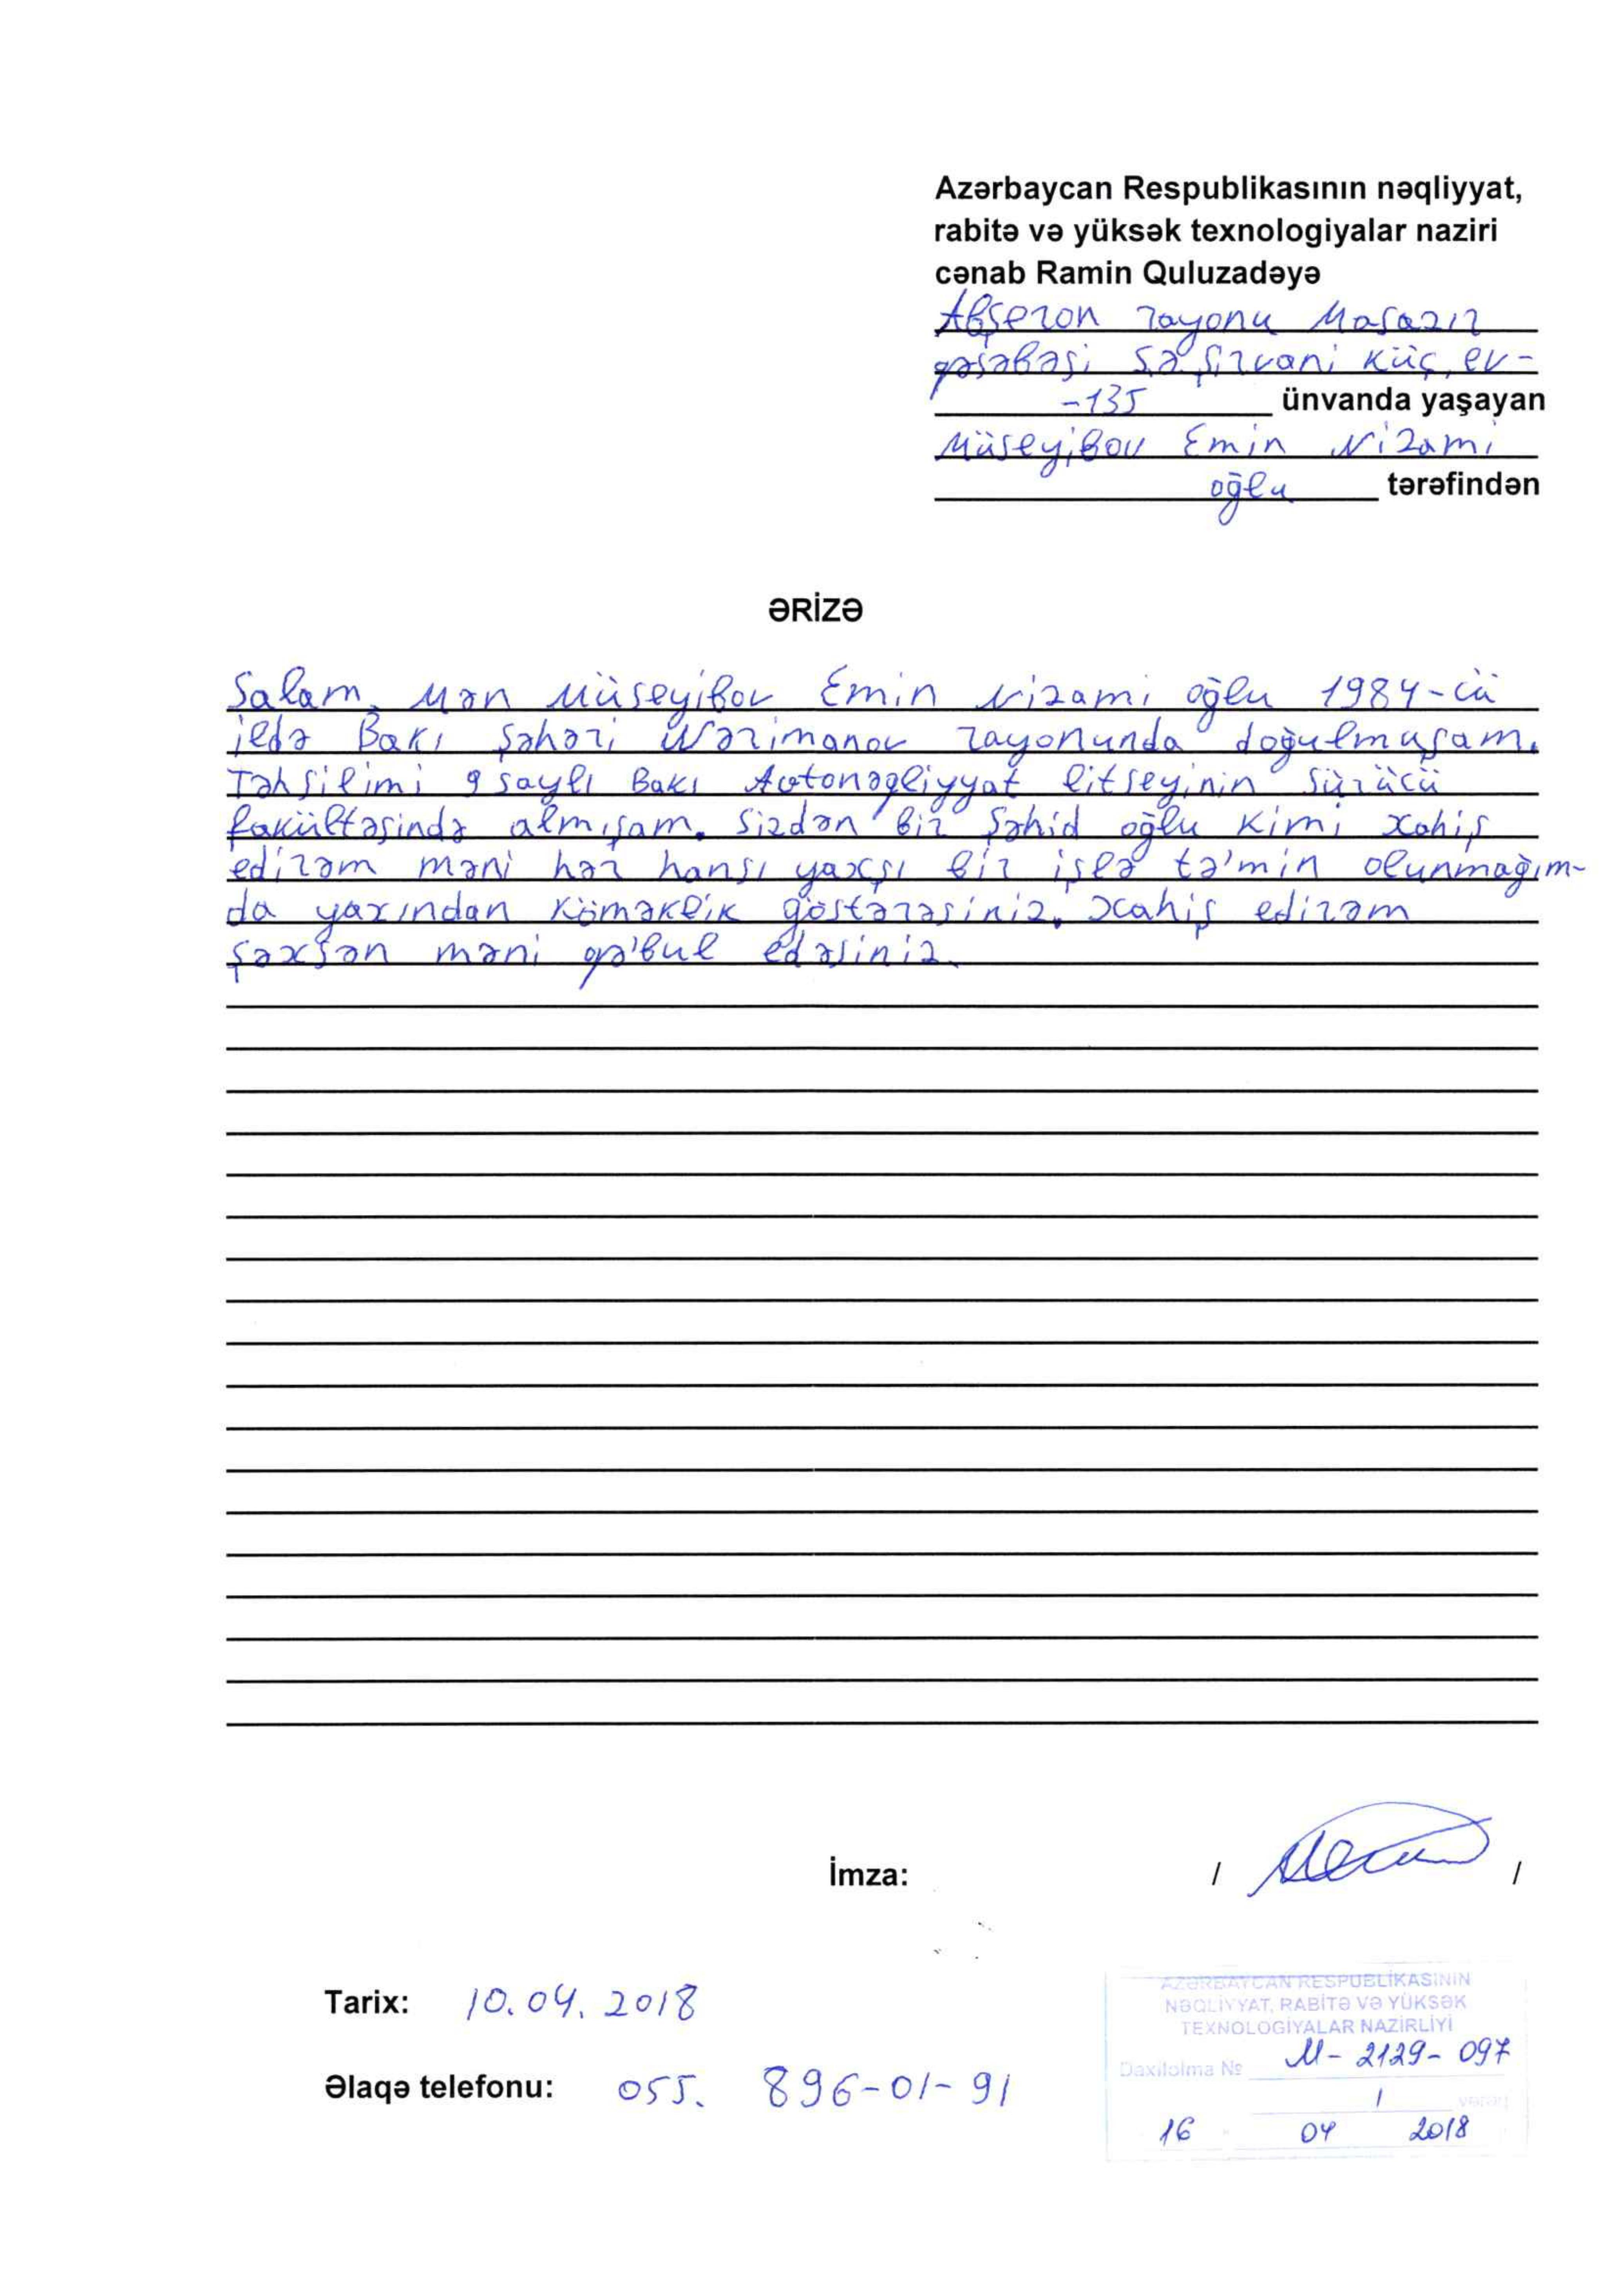 Azərbaycan Respublikasının nəqliyyat,
rabitə və yüksək texnologiyalar naziri
cənab Ramin Quluzadəyə
Abşeron rayonu Masazır
qəsəbəsi S.Ə. Şirvani küç, ev-
-135 ünvanda yaşayan
Müseyibov Emin Nizami
oğlu tərəfindən
ƏRİZƏ
Salam, Mən Müseyibov Emin Nizami oğlu 1984-cü
ildə Bakı şəhəri Nərimanov rayonunda doğulmuşam.
Təhsilimi 9 saylı Bakı Avtonəqliyyat litseyinin sürücü
fakültəsində almışam. Sizdən bir şəhid oğlu kimi xahiş
edirəm məni hər hansı yaxşı bir işlə tə'min olunmağım-
da yaxından köməklik göstərəsiniz. Xahiş edirəm
şəxsən məni qə'bul edəsiniz.
İmza: / /
Tarix: 10.04.2018
Əlaqə telefonu: 055. 896-01-91
AZƏRBAYCAN RESPUBLİKASININ
NƏQLİYYAT, RABİTƏ VƏ YÜKSƏK
TEXNOLOGİYALAR NAZİRLİYİ
Daxilolma № M-2129-097
1 vərəq
16 04 2018